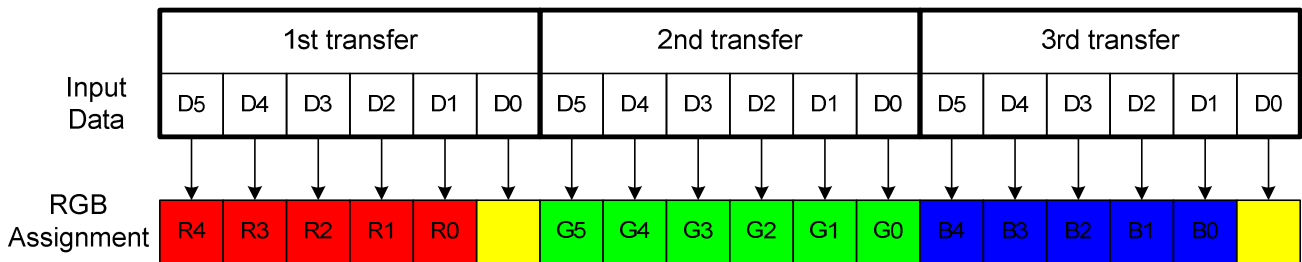 1st transfer 2nd transfer 3rd transfer
Input Data D5 D4 D3 D2 D1 D0 D5 D4 D3 D2 D1 D0 D5 D4 D3 D2 D1 D0
RGB Assignment R4 R3 R2 R1 R0 G5 G4 G3 G2 G1 G0 B4 B3 B2 B1 B0